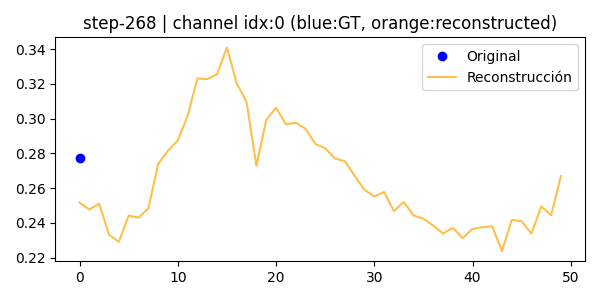 step-268 | channel idx:0 (blue:GT, orange:reconstructed)
Original
Reconstrucción
0.34
0.32
0.30
0.28
0.26
0.24
0.22
0 10 20 30 40 50